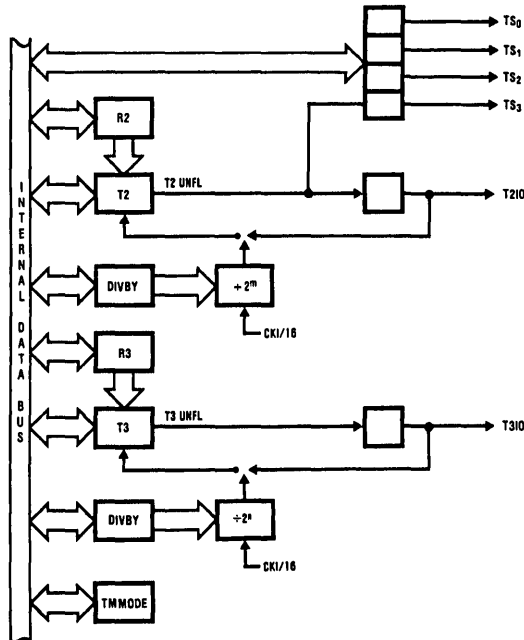 TS₀
TS₁
TS₂
TS₃
R2
T2
T2 UNFL
T2IO
DIVBY
÷ 2ᵐ
CKI/16
R3
T3
T3 UNFL
T3IO
DIVBY
÷2ⁿ
CKI/16
TMMODE
INTERNAL DATA BUS